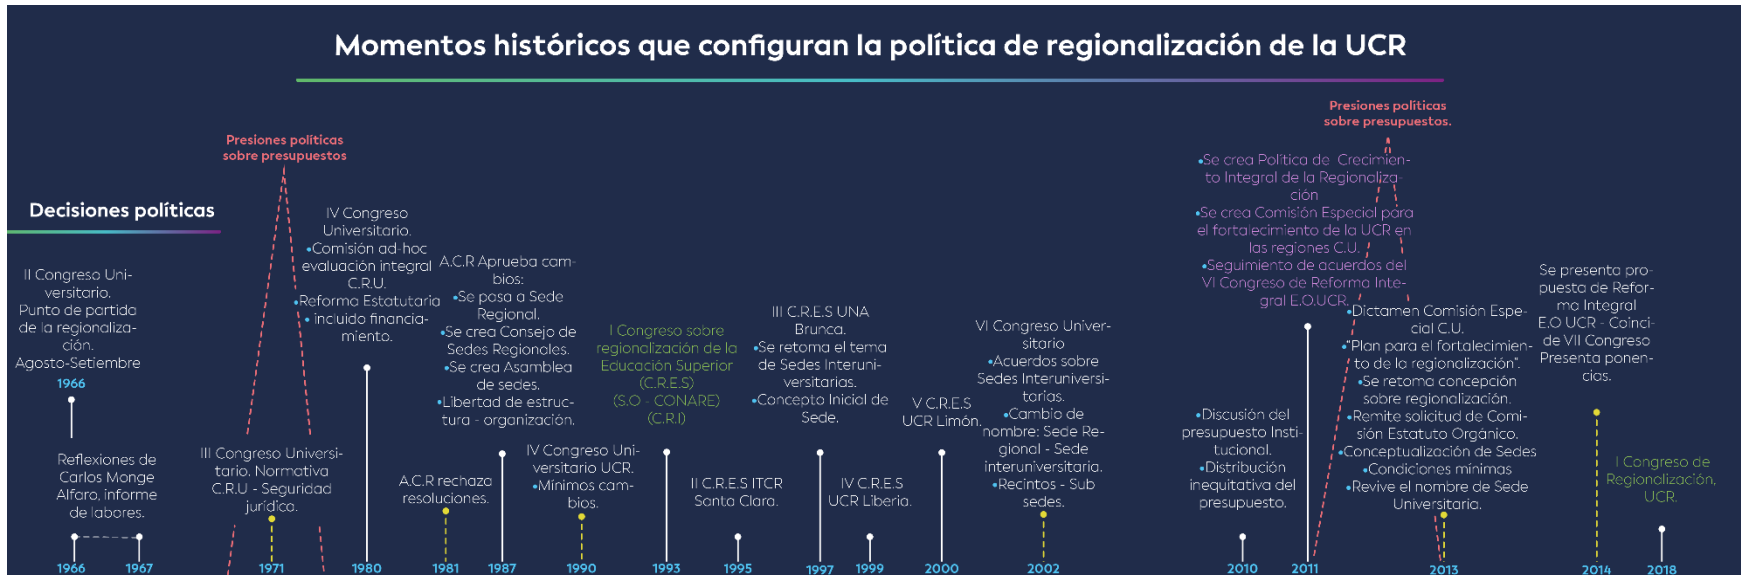 Momentos históricos que configuran la política de regionalización de la UCR
Decisiones políticas
II Congreso Uni-
versitario.
Punto de partida
de la regionaliza-
ción.
Agosto-Setiembre
1966
Reflexiones de
Carlos Monge
Alfaro, informe
de labores.
1966
1967
Presiones políticas
sobre presupuestos
III Congreso Universi-
tario. Normativa
C.R.U - Seguridad
jurídica.
1971
IV Congreso
Universitario.
•Comisión ad-hoc
evaluación integral
C.R.U.
•Reforma Estatutaria
• incluido financia-
miento.
1980
A.C.R rechaza
resoluciones.
1981
A.C.R Aprueba cam-
bios:
•Se pasa a Sede
Regional.
•Se crea Consejo de
Sedes Regionales.
•Se crea Asamblea
de sedes.
•Libertad de estruc-
tura - organización.
1987
IV Congreso Uni-
versitario UCR.
•Mínimos cam-
bios.
1990
I Congreso sobre
regionalización de la
Educación Superior
(C.R.E.S)
(S.O - CONARE)
(C.R.I)
1993
II C.R.E.S ITCR
Santa Clara.
1995
III C.R.E.S UNA
Brunca.
•Se retoma el tema
de Sedes Interuni-
versitarias.
•Concepto Inicial de
Sede.
1997
IV C.R.E.S
UCR Liberia.
1999
V C.R.E.S
UCR Limón.
2000
VI Congreso Univer-
sitario
•Acuerdos sobre
Sedes Interuniversi-
tarias.
•Cambio de
nombre: Sede Re-
gional - Sede
interuniversitaria.
•Recintos - Sub
sedes.
2002
•Discusión del
presupuesto Insti-
tucional.
•Distribución
inequitativa del
presupuesto.
2010
•Se crea Política de Crecimien-
to Integral de la Regionaliza-
ción
•Se crea Comisión Especial para
el fortalecimiento de la UCR en
las regiones C.U.
•Seguimiento de acuerdos del
VI Congreso de Reforma Inte-
gral E.O.UCR.
2011
Presiones políticas
sobre presupuestos.
•Dictamen Comisión Espe-
cial C.U.
•"Plan para el fortalecimien-
to de la regionalización".
•Se retoma concepción
sobre regionalización.
•Remite solicitud de Comi-
sión Estatuto Orgánico.
•Conceptualización de Sedes
•Condiciones mínimas
•Revive el nombre de Sede
Universitaria.
2013
Se presenta pro-
puesta de Refor-
ma Integral
E.O UCR - Coinci-
de VII Congreso
Presenta ponen-
cias.
2014
I Congreso de
Regionalización,
UCR.
2018